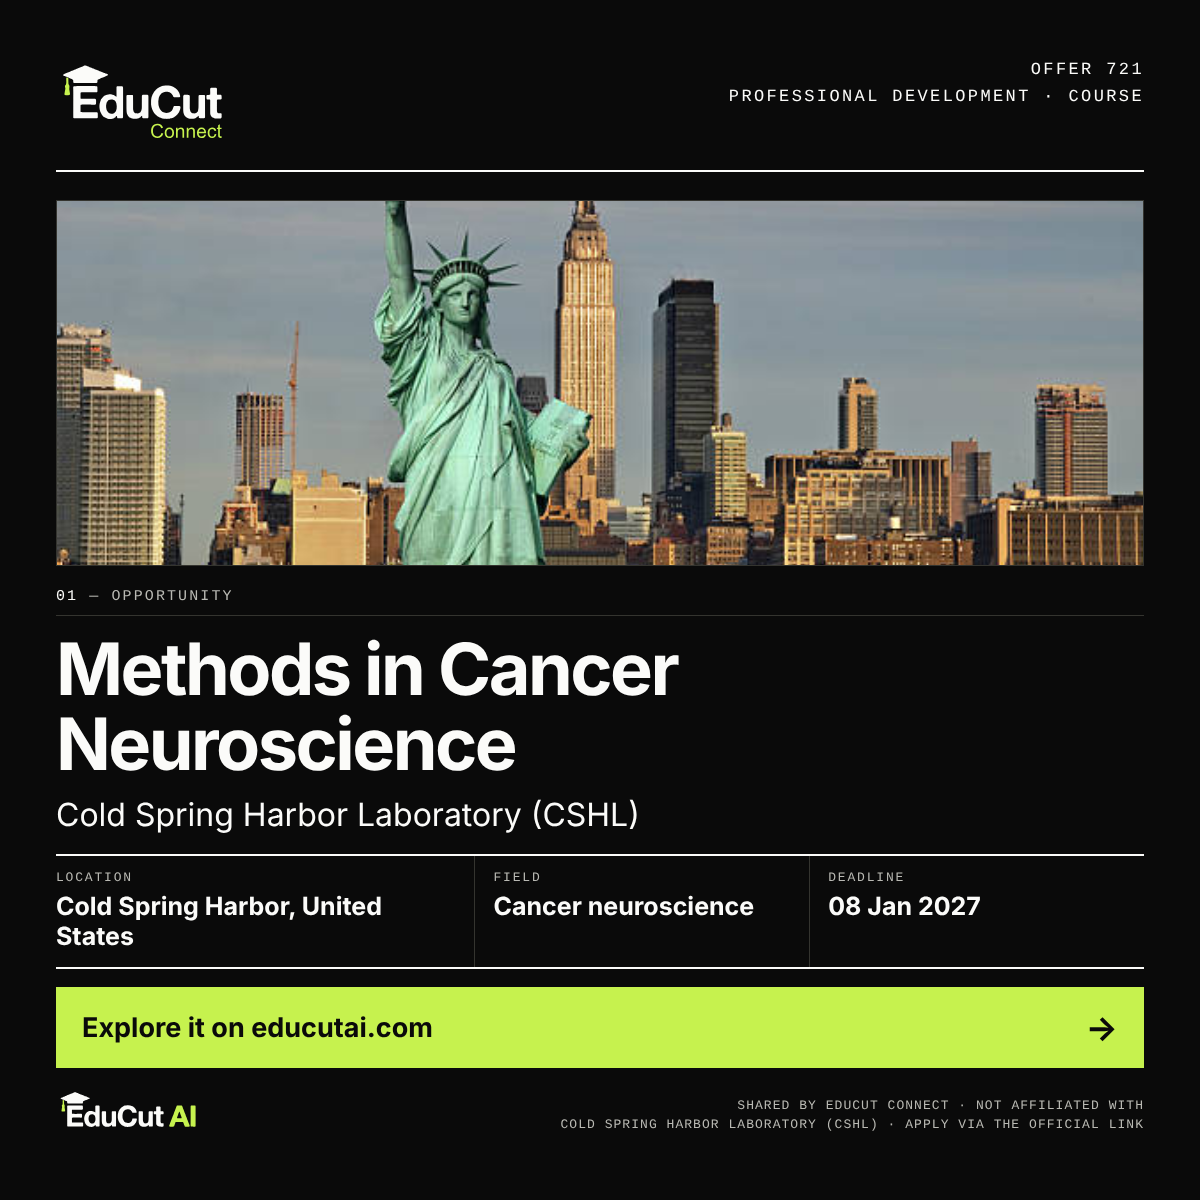 EduCut
Connect
OFFER 721
PROFESSIONAL DEVELOPMENT · COURSE
01 — OPPORTUNITY
Methods in Cancer
Neuroscience
Cold Spring Harbor Laboratory (CSHL)
LOCATION
Cold Spring Harbor, United
States
FIELD
Cancer neuroscience
DEADLINE
08 Jan 2027
Explore it on educutai.com →
EduCut AI
SHARED BY EDUCUT CONNECT · NOT AFFILIATED WITH
COLD SPRING HARBOR LABORATORY (CSHL) · APPLY VIA THE OFFICIAL LINK